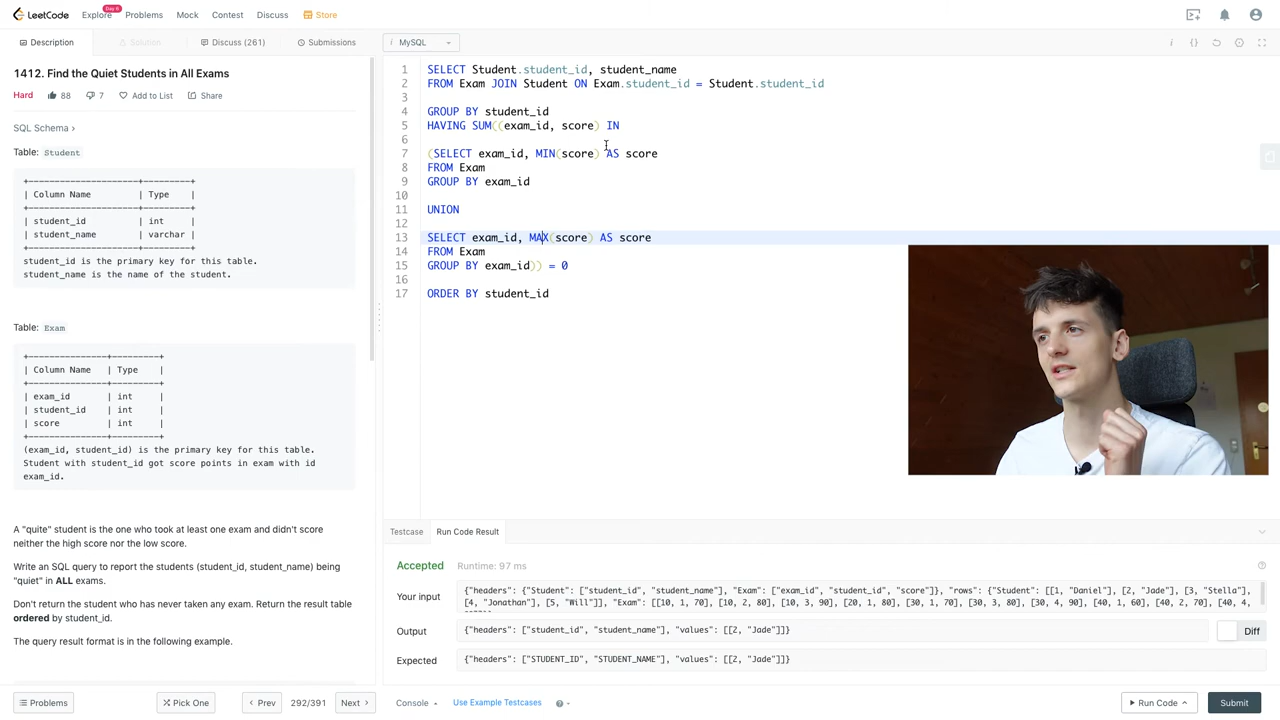 LeetCode Explore Day 6 Problems Mock Contest Discuss Store
Description Solution Discuss (261) Submissions i MySQL
1412. Find the Quiet Students in All Exams
Hard 88 7 Add to List Share
SQL Schema >
Table: Student
+--------------------+---------+
| Column Name | Type |
+--------------------+---------+
| student_id | int |
| student_name | varchar |
+--------------------+---------+
student_id is the primary key for this table.
student_name is the name of the student.
Table: Exam
+---------------+---------+
| Column Name | Type |
+---------------+---------+
| exam_id | int |
| student_id | int |
| score | int |
+---------------+---------+
(exam_id, student_id) is the primary key for this table.
Student with student_id got score points in exam with id
exam_id.
A "quite" student is the one who took at least one exam and didn't score
neither the high score nor the low score.
Write an SQL query to report the students (student_id, student_name) being
"quiet" in ALL exams.
Don't return the student who has never taken any exam. Return the result table
ordered by student_id.
The query result format is in the following example.
Problems Pick One < Prev 292/391 Next >
1 SELECT Student.student_id, student_name
2 FROM Exam JOIN Student ON Exam.student_id = Student.student_id
3
4 GROUP BY student_id
5 HAVING SUM((exam_id, score) IN
6
7 (SELECT exam_id, MIN(score) AS score
8 FROM Exam
9 GROUP BY exam_id
10
11 UNION
12
13 SELECT exam_id, MAX(score) AS score
14 FROM Exam
15 GROUP BY exam_id)) = 0
16
17 ORDER BY student_id
Testcase Run Code Result
Accepted Runtime: 97 ms
Your input
{"headers": {"Student": ["student_id", "student_name"], "Exam": ["exam_id", "student_id", "score"]}, "rows": {"Student": [[1, "Daniel"], [2, "Jade"], [3, "Stella"],
[4, "Jonathan"], [5, "Will"]], "Exam": [[10, 1, 70], [10, 2, 80], [10, 3, 90], [20, 1, 80], [30, 1, 70], [30, 3, 80], [30, 4, 90], [40, 1, 60], [40, 2, 70], [40, 4,
Output {"headers": ["student_id", "student_name"], "values": [[2, "Jade"]]} Diff
Expected {"headers": ["STUDENT_ID", "STUDENT_NAME"], "values": [[2, "Jade"]]}
Console Use Example Testcases Run Code Submit